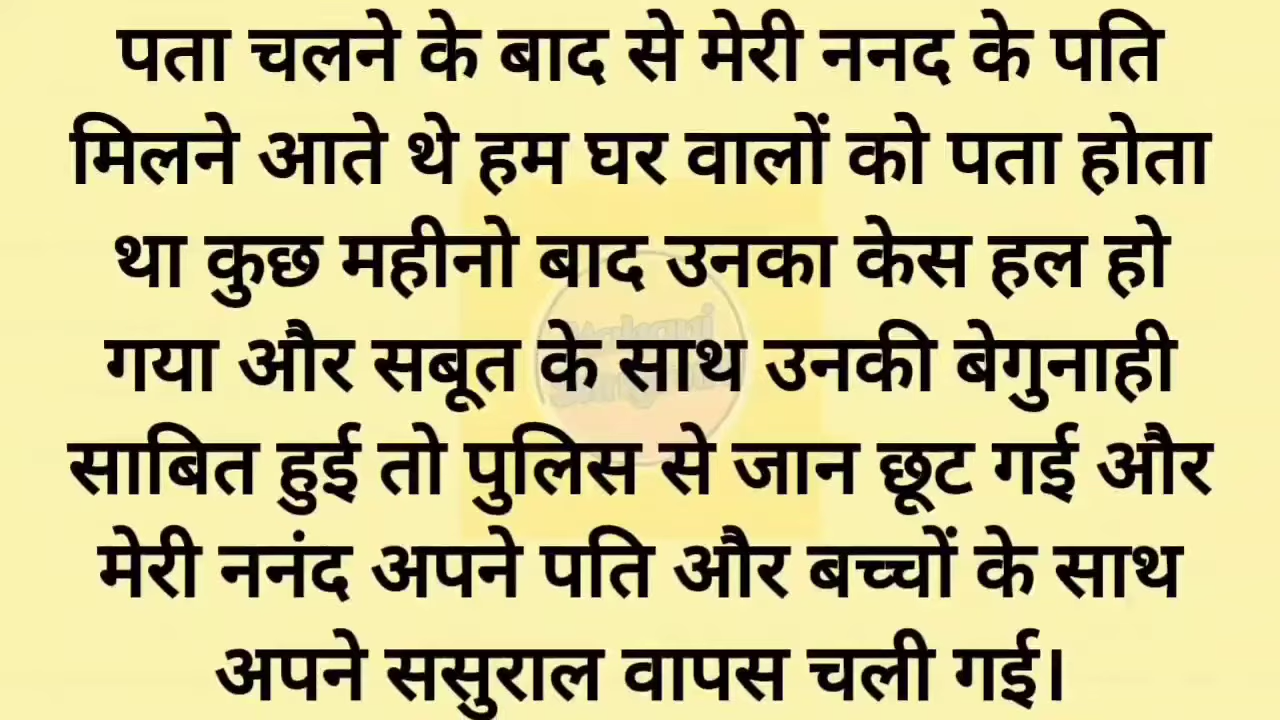 पता चलने के बाद से मेरी ननद के पति
मिलने आते थे हम घर वालों को पता होता
था कुछ महीनो बाद उनका केस हल हो
गया और सबूत के साथ उनकी बेगुनाही
साबित हुई तो पुलिस से जान छूट गई और
मेरी ननंद अपने पति और बच्चों के साथ
अपने ससुराल वापस चली गई।